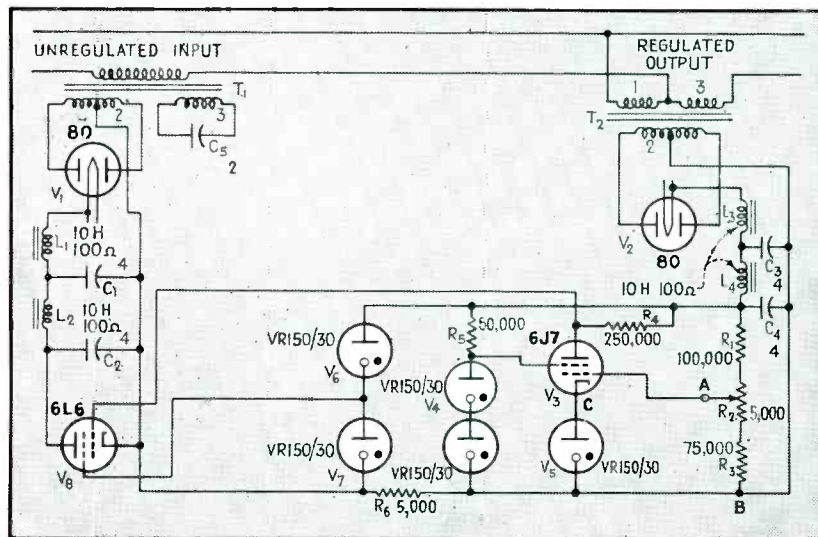 UNREGULATED INPUT
REGULATED
OUTPUT
T1
2
3
C5
2
80
V1
10 H
100Ω
L1
4
C1
10 H
100Ω
L2
4
C2
6L6
V8
1
3
T2
2
V2
80
L3
C3
4
L4
10 H 100Ω
C4
4
VR150/30
V6
R5
50,000
6J7
R4
250,000
R1
100,000
VR150/30
V4
V3
C
A
R2
5,000
VR150/30
V7
VR150/30
V5
VR150/30
75,000
R3
R6 5,000
B